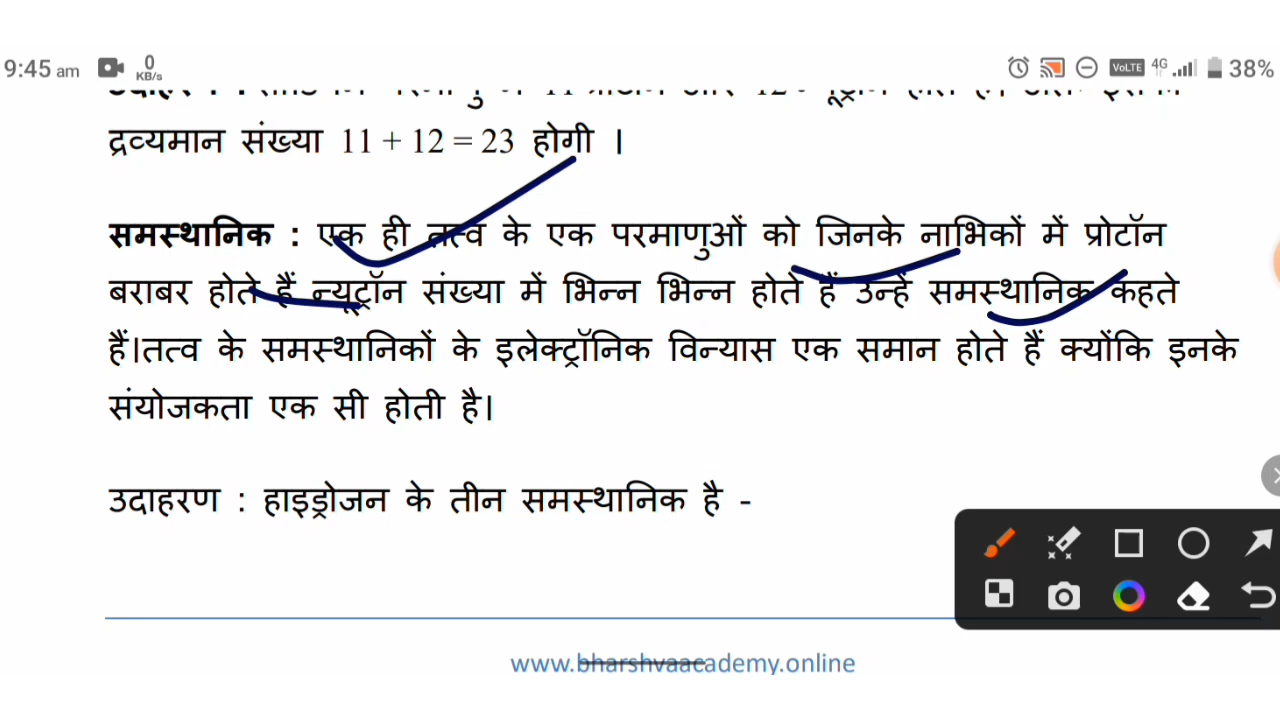 9:45 am 0 KB/s VoLTE 4G 38%
11 12
द्रव्यमान संख्या 11 + 12 = 23 होगी ।
समस्थानिक : एक ही तत्व के एक परमाणुओं को जिनके नाभिकों में प्रोटॉन
बराबर होते हैं न्यूट्रॉन संख्या में भिन्न भिन्न होते हैं उन्हें समस्थानिक कहते
हैं।तत्व के समस्थानिकों के इलेक्ट्रॉनिक विन्यास एक समान होते हैं क्योंकि इनके
संयोजकता एक सी होती है।
उदाहरण : हाइड्रोजन के तीन समस्थानिक है -
www.bharshvaacademy.online